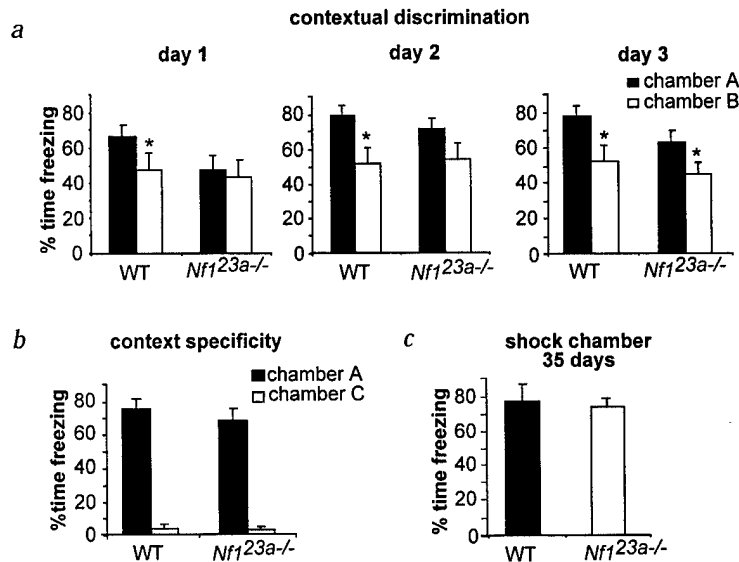 a
contextual discrimination
day 1
day 2
day 3
chamber A
chamber B
% time freezing
80
60
40
20
0
*
WT
Nf1 23a-/-
80
60
40
20
0
*
WT
Nf1 23a-/-
80
60
40
20
0
*
*
WT
Nf1 23a-/-
b
context specificity
chamber A
chamber C
%time freezing
80
60
40
20
0
WT
Nf1 23a-/-
c
shock chamber
35 days
% time freezing
80
60
40
20
0
WT
Nf1 23a-/-